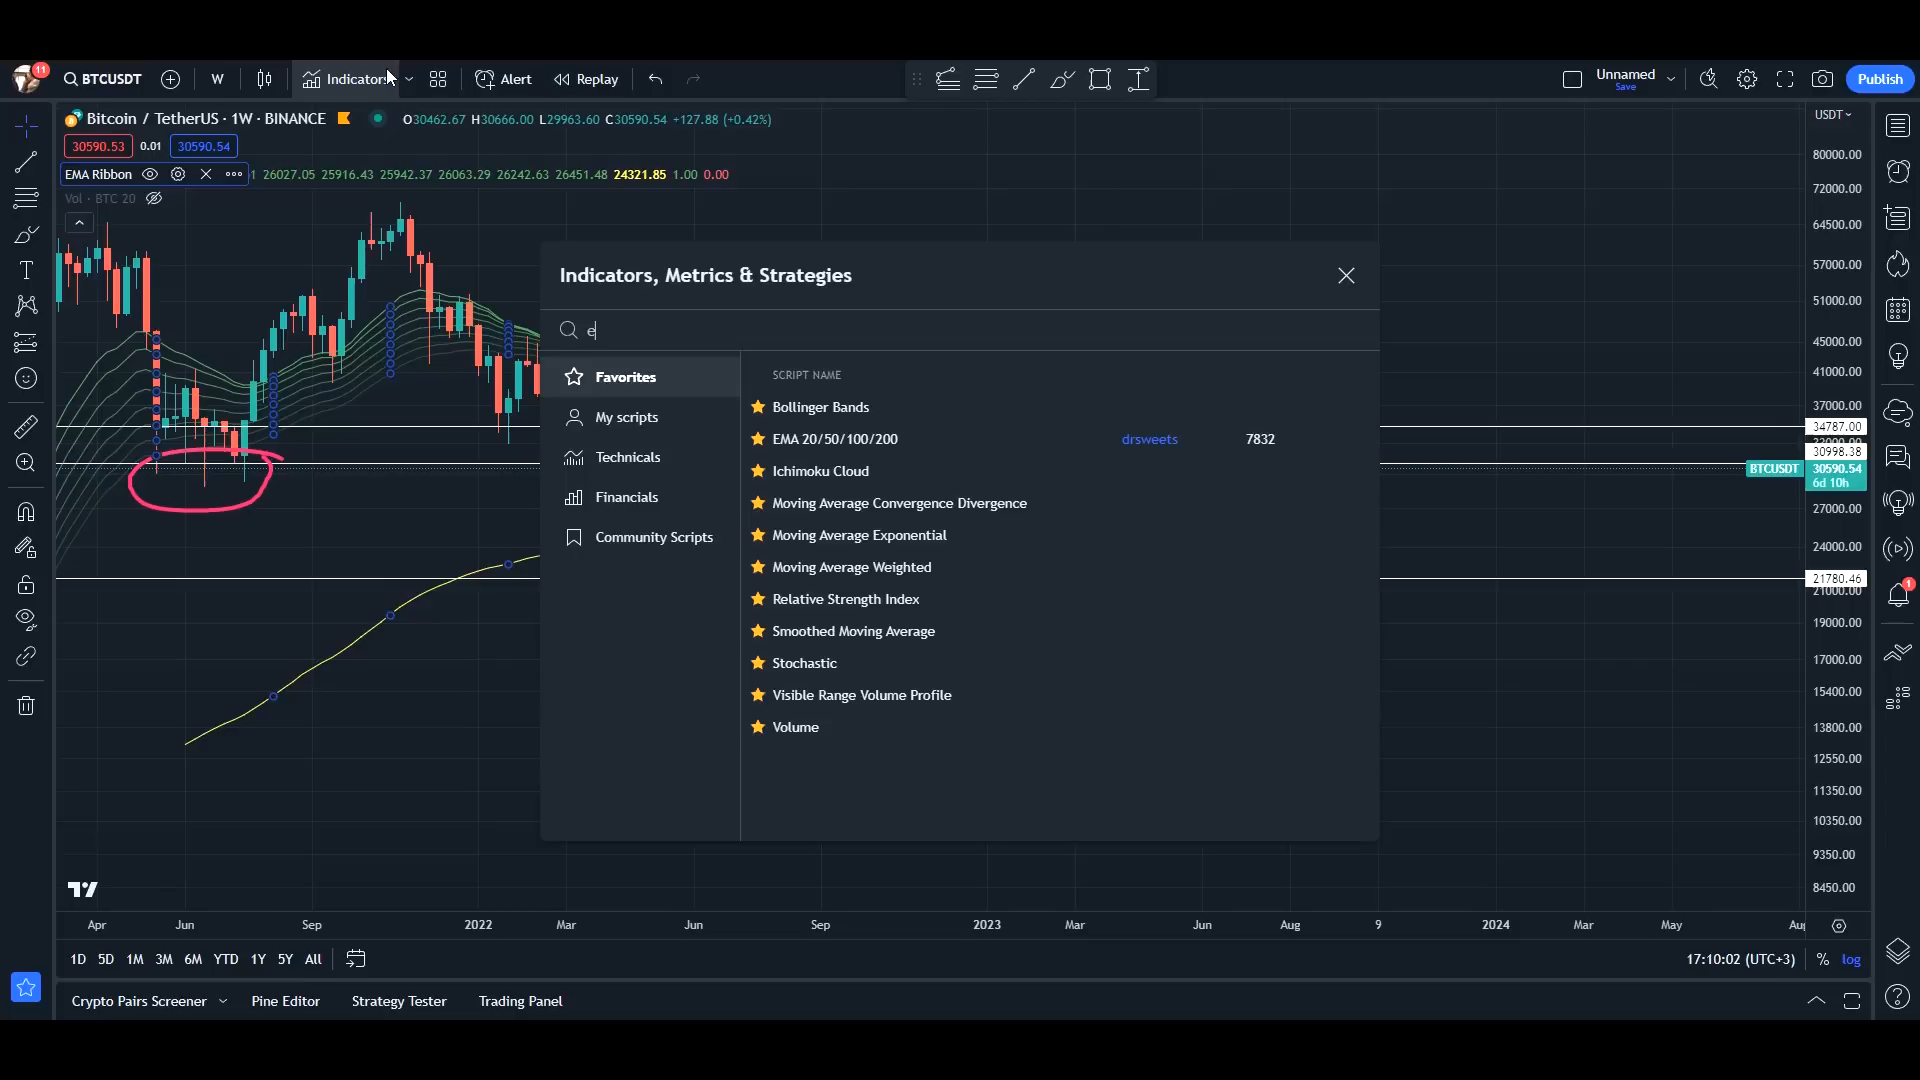 11
BTCUSDT
W
Indicators
Alert
Replay
Unnamed
Save
Publish
Bitcoin / TetherUS · 1W · BINANCE
O30462.67 H30666.00 L29963.60 C30590.54 +127.88 (+0.42%)
USDT
30590.53
0.01
30590.54
EMA Ribbon
26027.05 25916.43 25942.37 26063.29 26242.63 26451.48 24321.85 1.00 0.00
Vol · BTC 20
Indicators, Metrics & Strategies
e
Favorites
My scripts
Technicals
Financials
Community Scripts
SCRIPT NAME
Bollinger Bands
EMA 20/50/100/200 drsweets 7832
Ichimoku Cloud
Moving Average Convergence Divergence
Moving Average Exponential
Moving Average Weighted
Relative Strength Index
Smoothed Moving Average
Stochastic
Visible Range Volume Profile
Volume
80000.00
72000.00
64500.00
57000.00
51000.00
45000.00
41000.00
37000.00
34787.00
30998.38
BTCUSDT 30590.54
6d 10h
27000.00
24000.00
21780.46
21000.00
19000.00
17000.00
15400.00
13800.00
12550.00
11350.00
10350.00
9350.00
8450.00
1
Apr Jun Sep 2022 Mar Jun Sep 2023 Mar Jun Aug 9 2024 Mar May
1D 5D 1M 3M 6M YTD 1Y 5Y All
17:10:02 (UTC+3) % log
Crypto Pairs Screener Pine Editor Strategy Tester Trading Panel